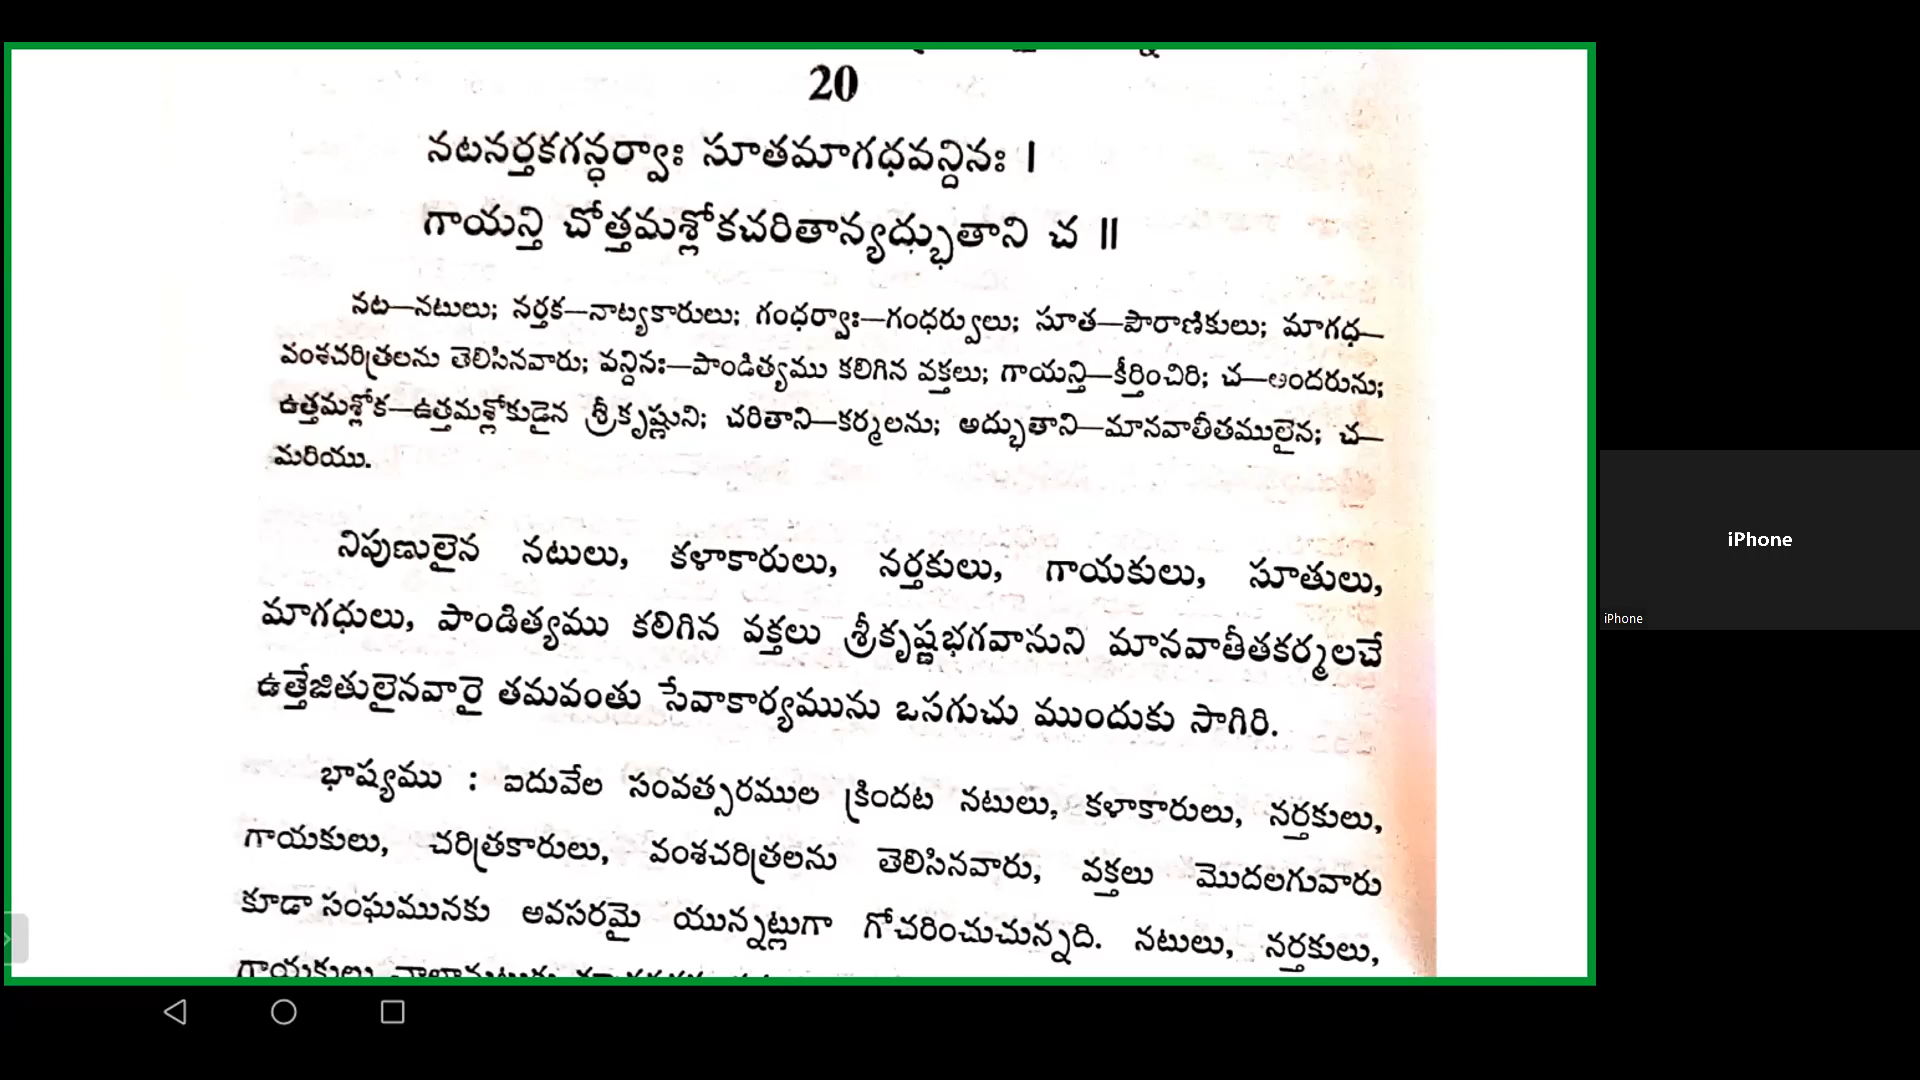 20
నటనర్తకగన్ధర్వాః సూతమాగధవన్దినః ।
గాయన్తి చోత్తమశ్లోకచరితాన్యద్భుతాని చ ॥
నట—నటులు; నర్తక—నాట్యకారులు; గంధర్వాః—గంధర్వులు; సూత—పౌరాణికులు; మాగధ—
వంశచరిత్రలను తెలిసినవారు; వన్దినః—పాండిత్యము కలిగిన వక్తలు; గాయన్తి—కీర్తించిరి; చ—అందరును;
ఉత్తమశ్లోక—ఉత్తమశ్లోకుడైన శ్రీకృష్ణుని; చరితాని—కర్మలను; అద్భుతాని—మానవాతీతములైన; చ—
మరియు.
నిపుణులైన నటులు, కళాకారులు, నర్తకులు, గాయకులు, సూతులు,
మాగధులు, పాండిత్యము కలిగిన వక్తలు శ్రీకృష్ణభగవానుని మానవాతీతకర్మలచే
ఉత్తేజితులైనవారై తమవంతు సేవాకార్యమును ఒసగుచు ముందుకు సాగిరి.
భాష్యము : ఐదువేల సంవత్సరముల క్రిందట నటులు, కళాకారులు, నర్తకులు,
గాయకులు, చరిత్రకారులు, వంశచరిత్రలను తెలిసినవారు, వక్తలు మొదలగువారు
కూడా సంఘమునకు అవసరమై యున్నట్లుగా గోచరించుచున్నది. నటులు, నర్తకులు,
గాయకులు
iPhone
iPhone